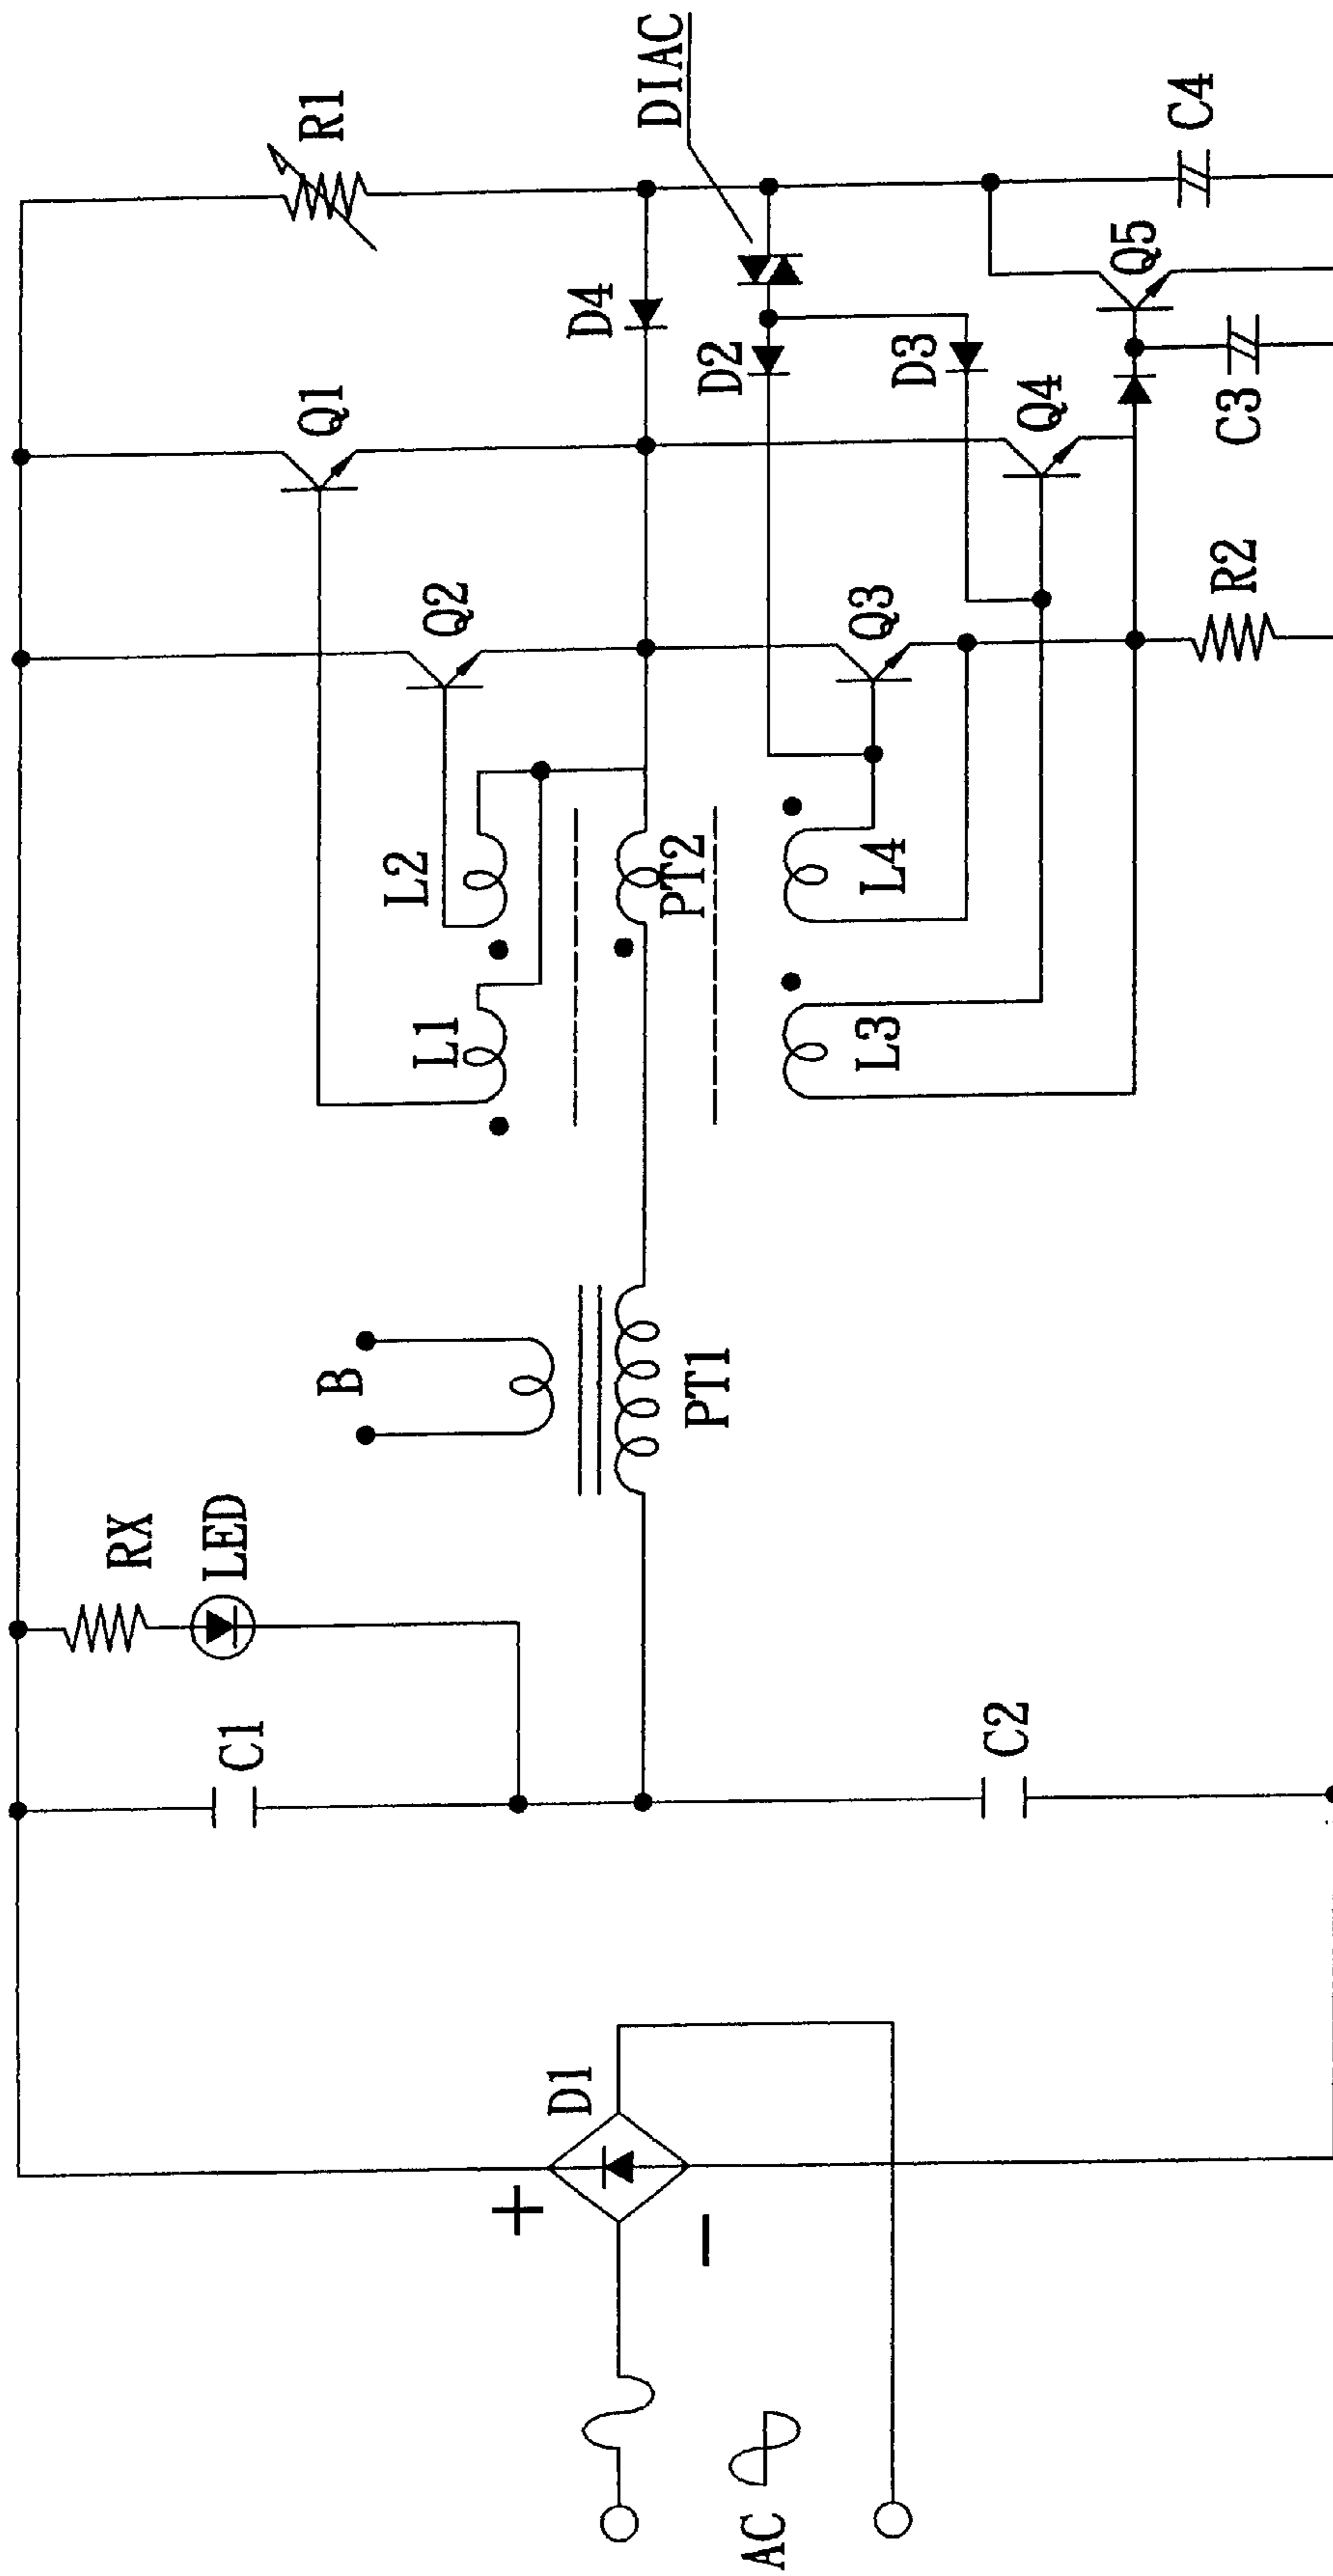 AC
+
−
D1
C1
C2
RX
LED
B
PT1
L1
L2
PT2
L3
L4
Q2
Q3
R2
Q1
D4
D2
D3
Q4
C3
Q5
R1
DIAC
C4